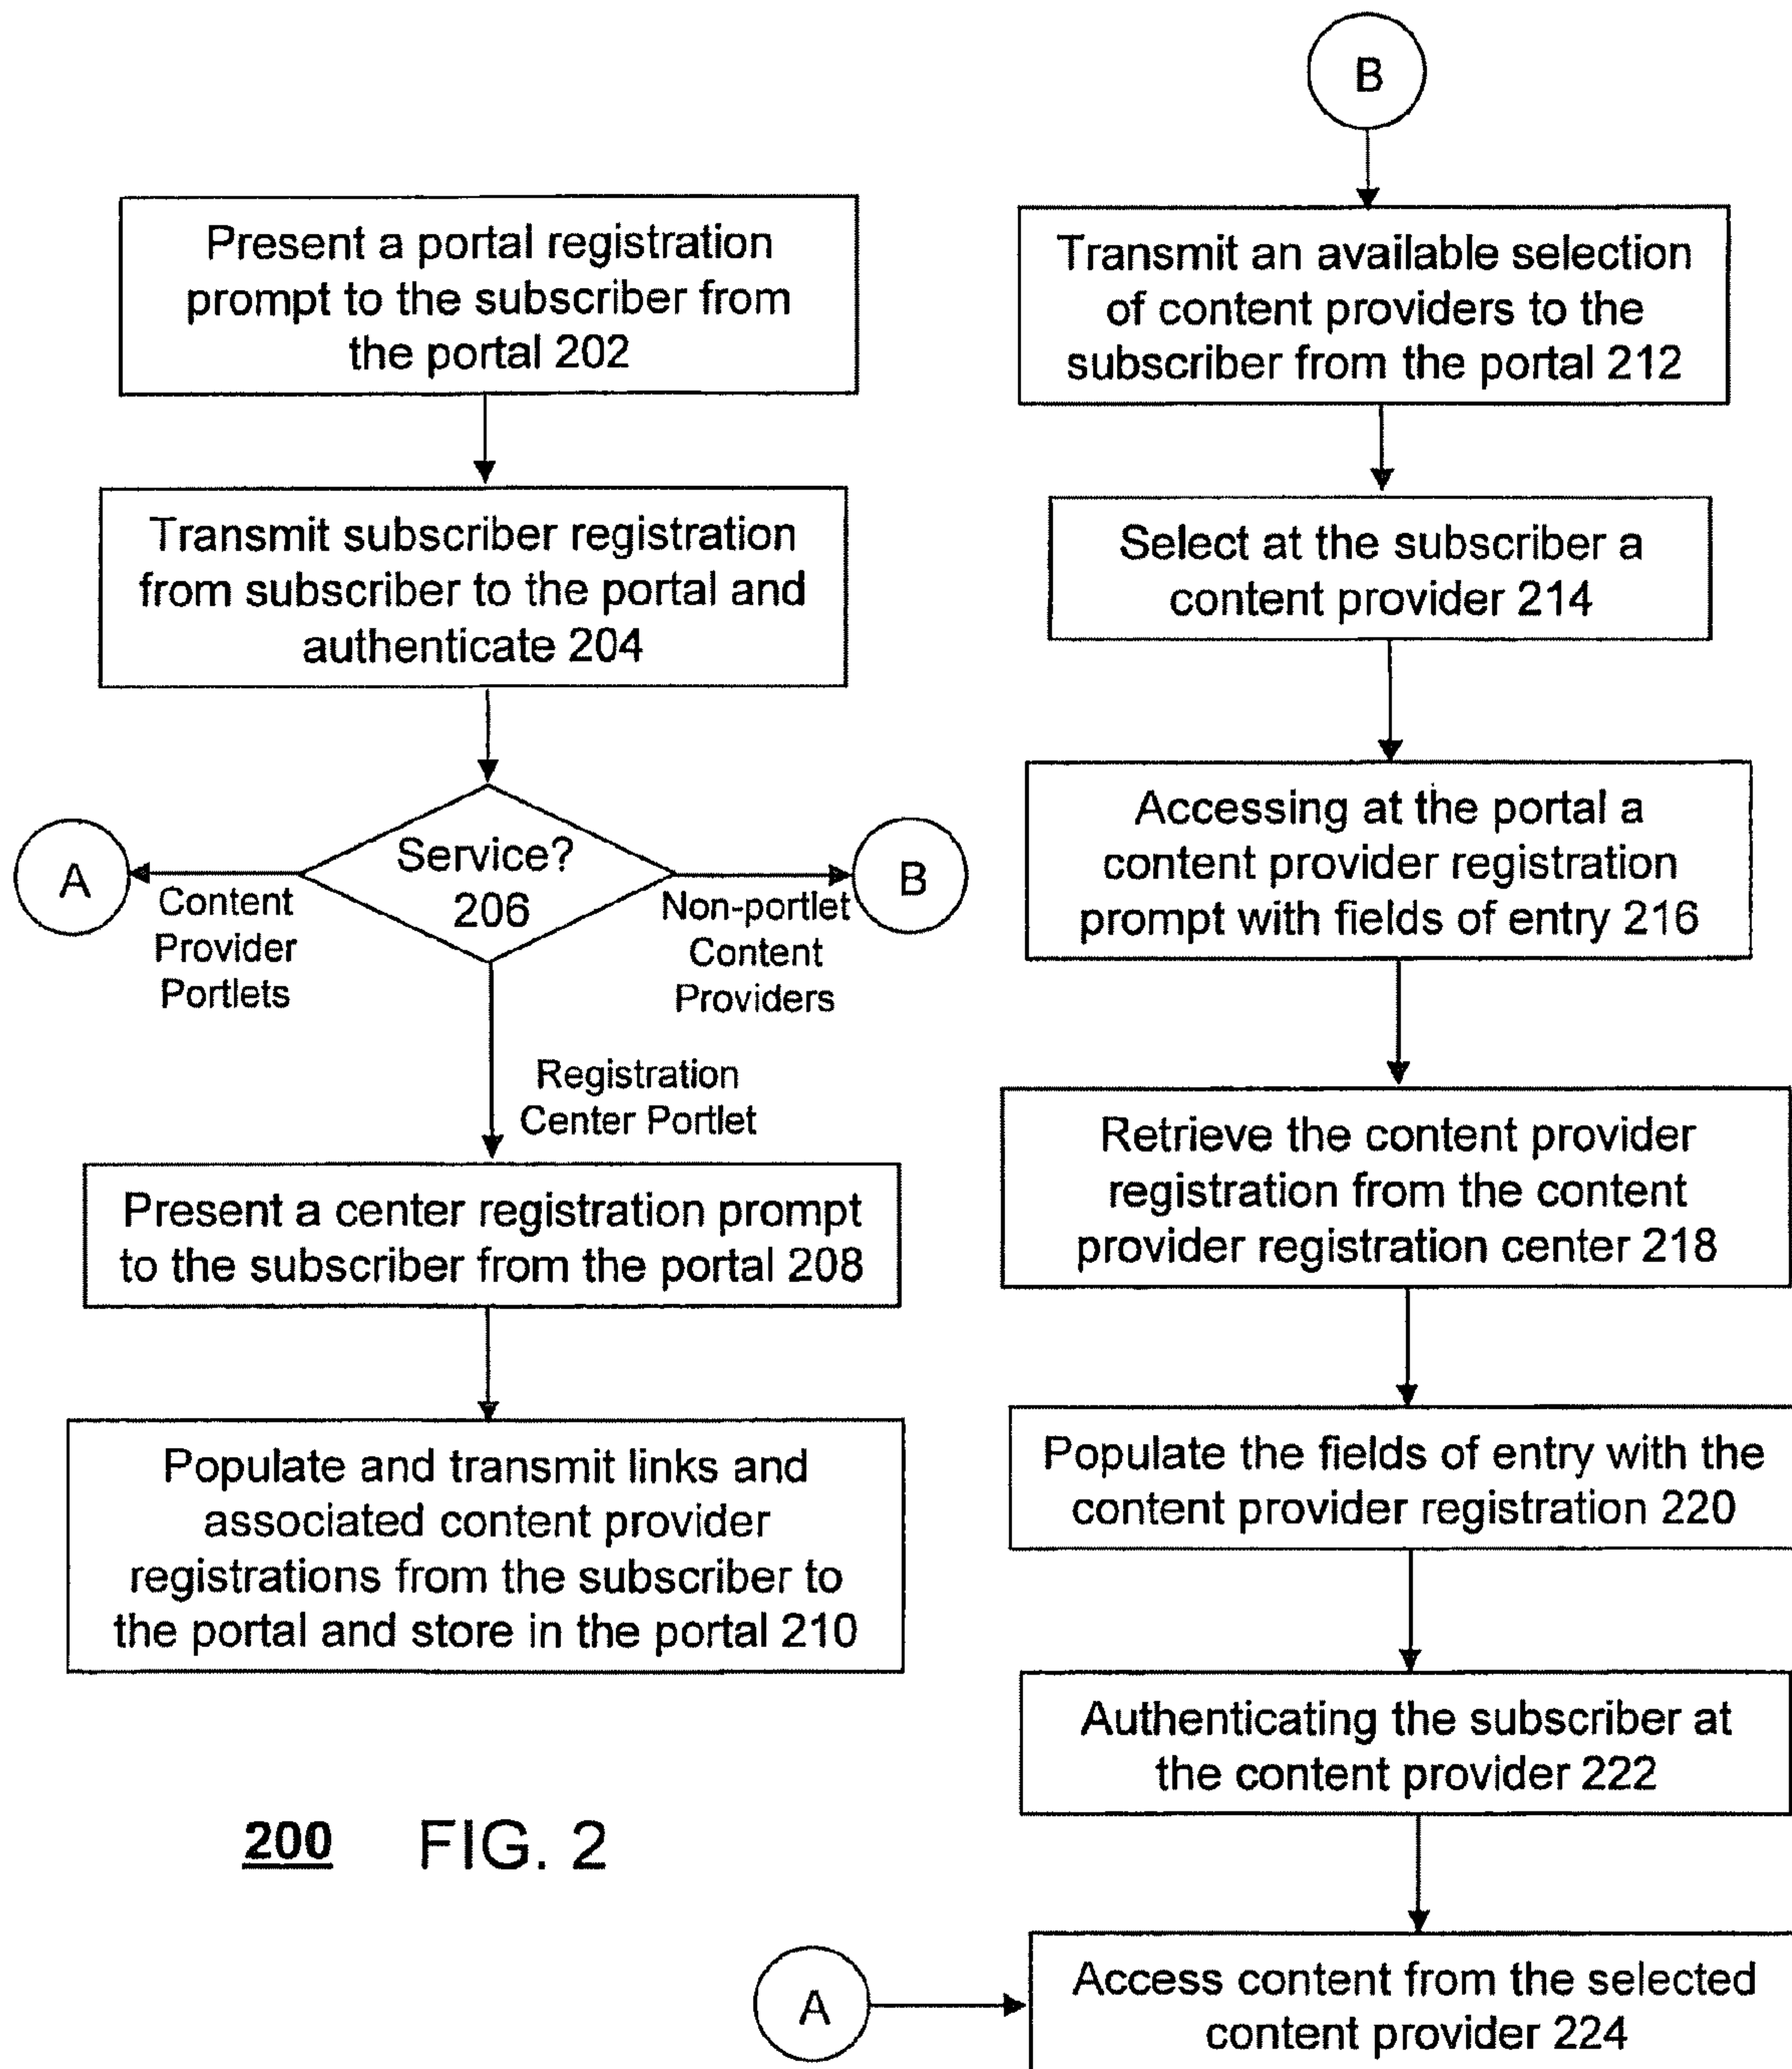 Present a portal registration
prompt to the subscriber from
the portal 202
Transmit subscriber registration
from subscriber to the portal and
authenticate 204
Service?
206
A
Content
Provider
Portlets
Non-portlet
Content
Providers
B
Registration
Center Portlet
Present a center registration prompt
to the subscriber from the portal 208
Populate and transmit links and
associated content provider
registrations from the subscriber to
the portal and store in the portal 210
B
Transmit an available selection
of content providers to the
subscriber from the portal 212
Select at the subscriber a
content provider 214
Accessing at the portal a
content provider registration
prompt with fields of entry 216
Retrieve the content provider
registration from the content
provider registration center 218
Populate the fields of entry with the
content provider registration 220
Authenticating the subscriber at
the content provider 222
A
Access content from the selected
content provider 224
200 FIG. 2